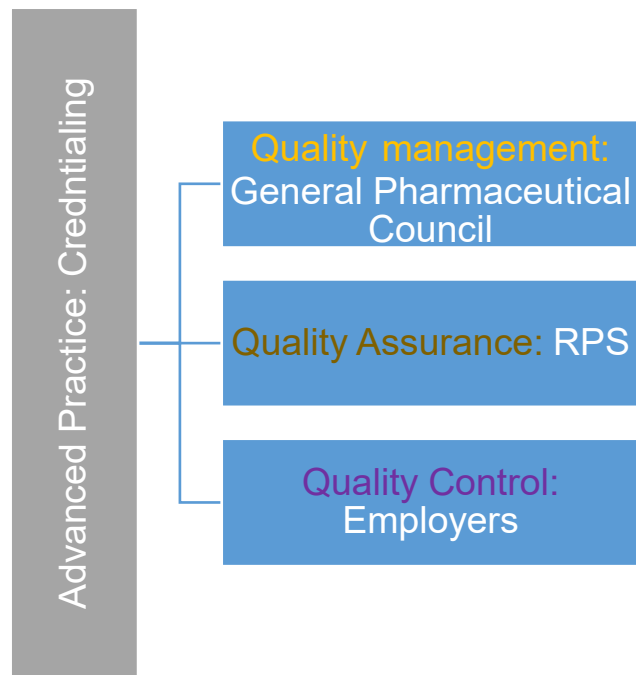 Advanced Practice: Credntialing
Quality management:
General Pharmaceutical
Council
Quality Assurance: RPS
Quality Control:
Employers